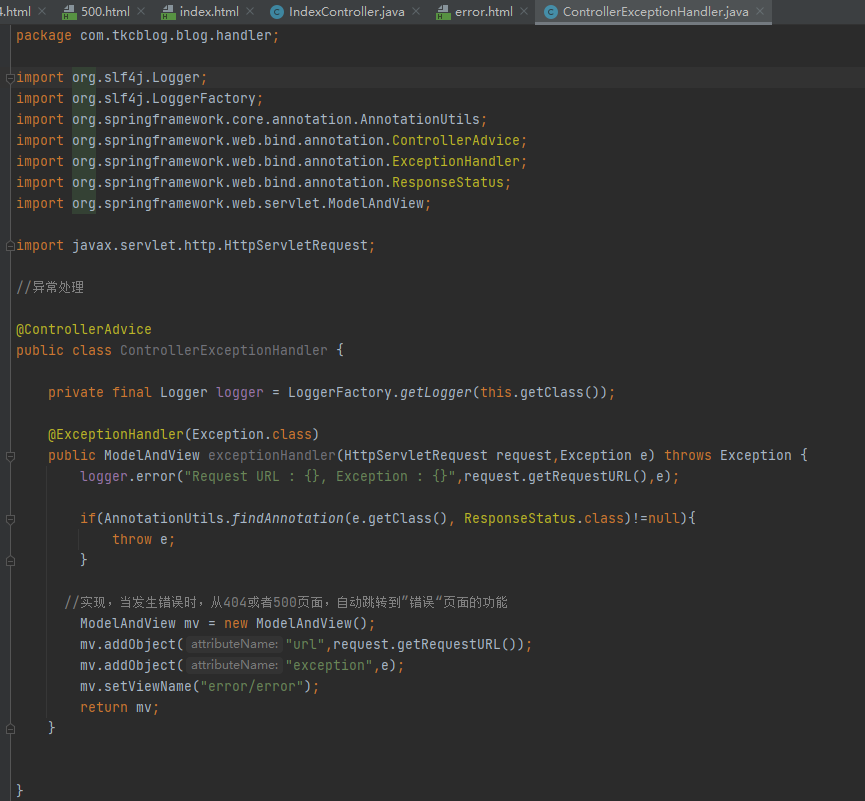 4.html 500.html index.html IndexController.java error.html ControllerExceptionHandler.java
package com.tkcblog.blog.handler;
import org.slf4j.Logger;
import org.slf4j.LoggerFactory;
import org.springframework.core.annotation.AnnotationUtils;
import org.springframework.web.bind.annotation.ControllerAdvice;
import org.springframework.web.bind.annotation.ExceptionHandler;
import org.springframework.web.bind.annotation.ResponseStatus;
import org.springframework.web.servlet.ModelAndView;
import javax.servlet.http.HttpServletRequest;
//异常处理
@ControllerAdvice
public class ControllerExceptionHandler {
private final Logger logger = LoggerFactory.getLogger(this.getClass());
@ExceptionHandler(Exception.class)
public ModelAndView exceptionHandler(HttpServletRequest request,Exception e) throws Exception {
logger.error("Request URL : {}, Exception : {}",request.getRequestURL(),e);
if(AnnotationUtils.findAnnotation(e.getClass(), ResponseStatus.class)!=null){
throw e;
}
//实现，当发生错误时，从404或者500页面，自动跳转到”错误“页面的功能
ModelAndView mv = new ModelAndView();
mv.addObject( attributeName: "url",request.getRequestURL());
mv.addObject( attributeName: "exception",e);
mv.setViewName("error/error");
return mv;
}
}